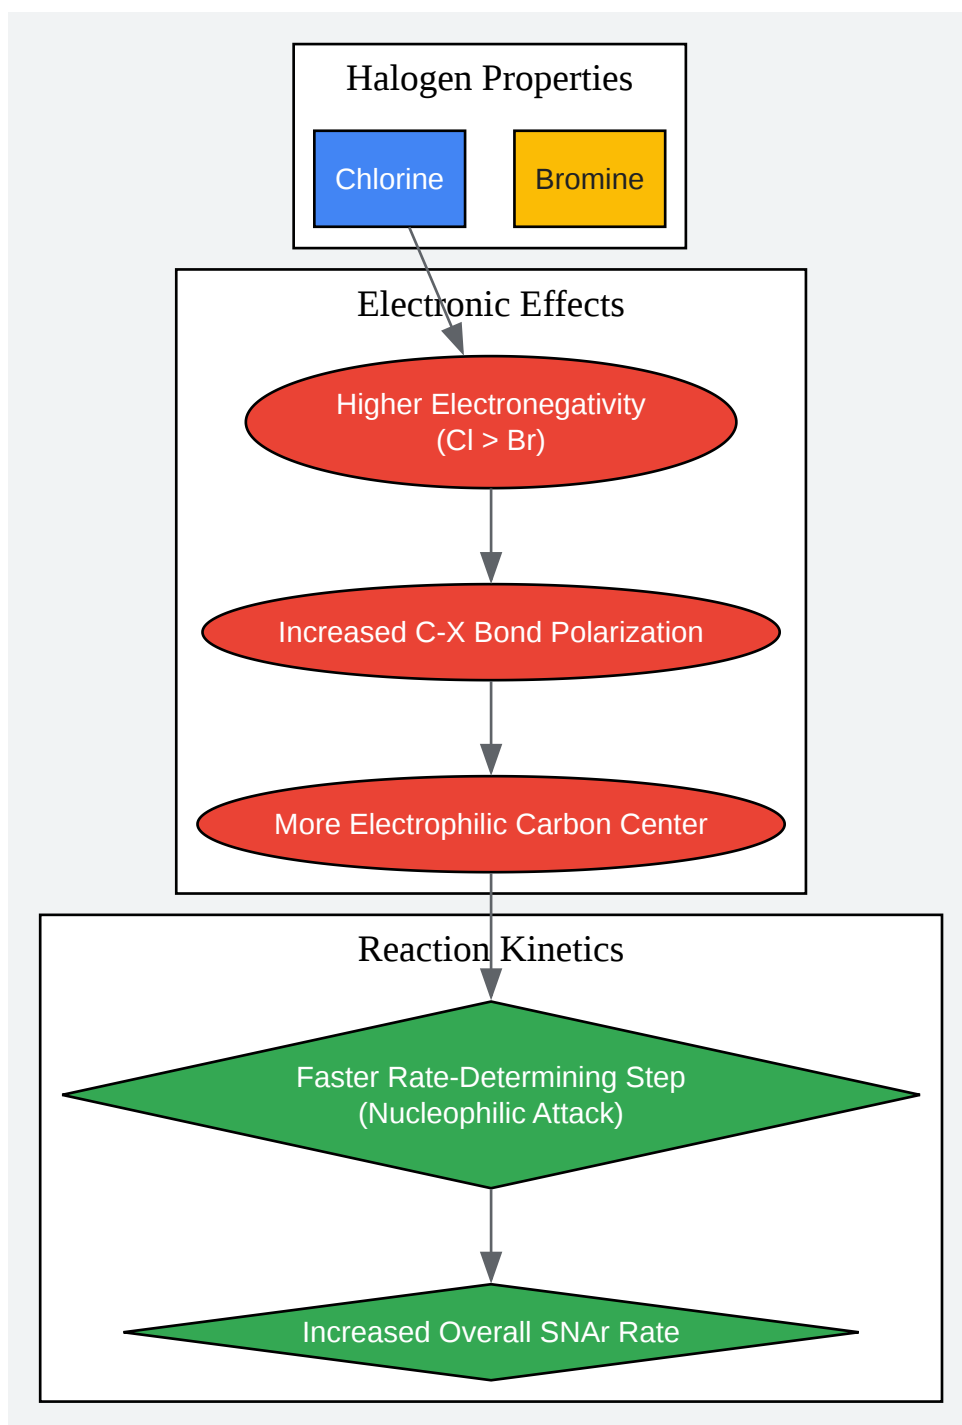 Halogen Properties
Chlorine
Bromine
Electronic Effects
Higher Electronegativity
(Cl > Br)
Increased C-X Bond Polarization
More Electrophilic Carbon Center
Reaction Kinetics
Faster Rate-Determining Step
(Nucleophilic Attack)
Increased Overall SNAr Rate